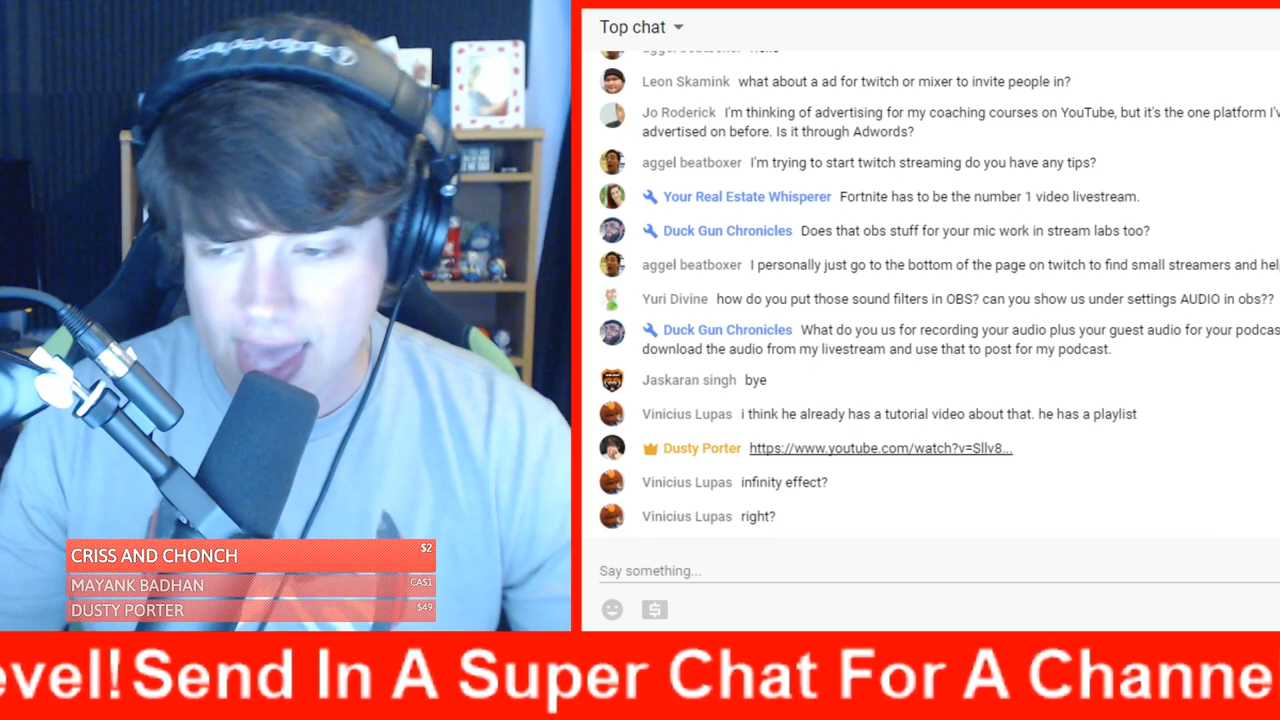 audio-technica
CRISS AND CHONCH $2
MAYANK BADHAN CA$1
DUSTY PORTER $49
Top chat
aggel beatboxer
Leon Skamink what about a ad for twitch or mixer to invite people in?
Jo Roderick I'm thinking of advertising for my coaching courses on YouTube, but it's the one platform I'v
advertised on before. Is it through Adwords?
aggel beatboxer I'm trying to start twitch streaming do you have any tips?
Your Real Estate Whisperer Fortnite has to be the number 1 video livestream.
Duck Gun Chronicles Does that obs stuff for your mic work in stream labs too?
aggel beatboxer I personally just go to the bottom of the page on twitch to find small streamers and hel
Yuri Divine how do you put those sound filters in OBS? can you show us under settings AUDIO in obs??
Duck Gun Chronicles What do you us for recording your audio plus your guest audio for your podcas
download the audio from my livestream and use that to post for my podcast.
Jaskaran singh bye
Vinicius Lupas i think he already has a tutorial video about that. he has a playlist
Dusty Porter https://www.youtube.com/watch?v=Sllv8...
Vinicius Lupas infinity effect?
Vinicius Lupas right?
Say something...
evel! Send In A Super Chat For A Channe